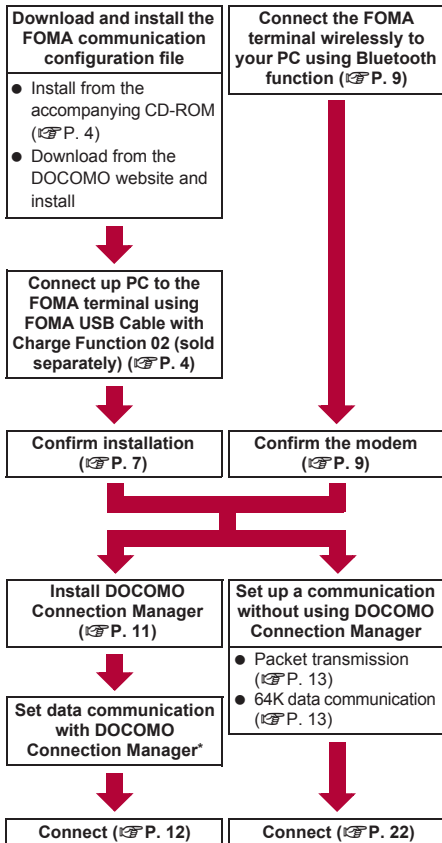 Download and install the
FOMA communication
configuration file
● Install from the
accompanying CD-ROM
(☞P. 4)
● Download from the
DOCOMO website and
install
Connect the FOMA
terminal wirelessly to
your PC using Bluetooth
function (☞P. 9)
Connect up PC to the
FOMA terminal using
FOMA USB Cable with
Charge Function 02 (sold
separately) (☞P. 4)
Confirm installation
(☞P. 7)
Confirm the modem
(☞P. 9)
Install DOCOMO
Connection Manager
(☞P. 11)
Set up a communication
without using DOCOMO
Connection Manager
● Packet transmission
(☞P. 13)
● 64K data communication
(☞P. 13)
Set data communication
with DOCOMO
Connection Manager*
Connect (☞P. 12)
Connect (☞P. 22)